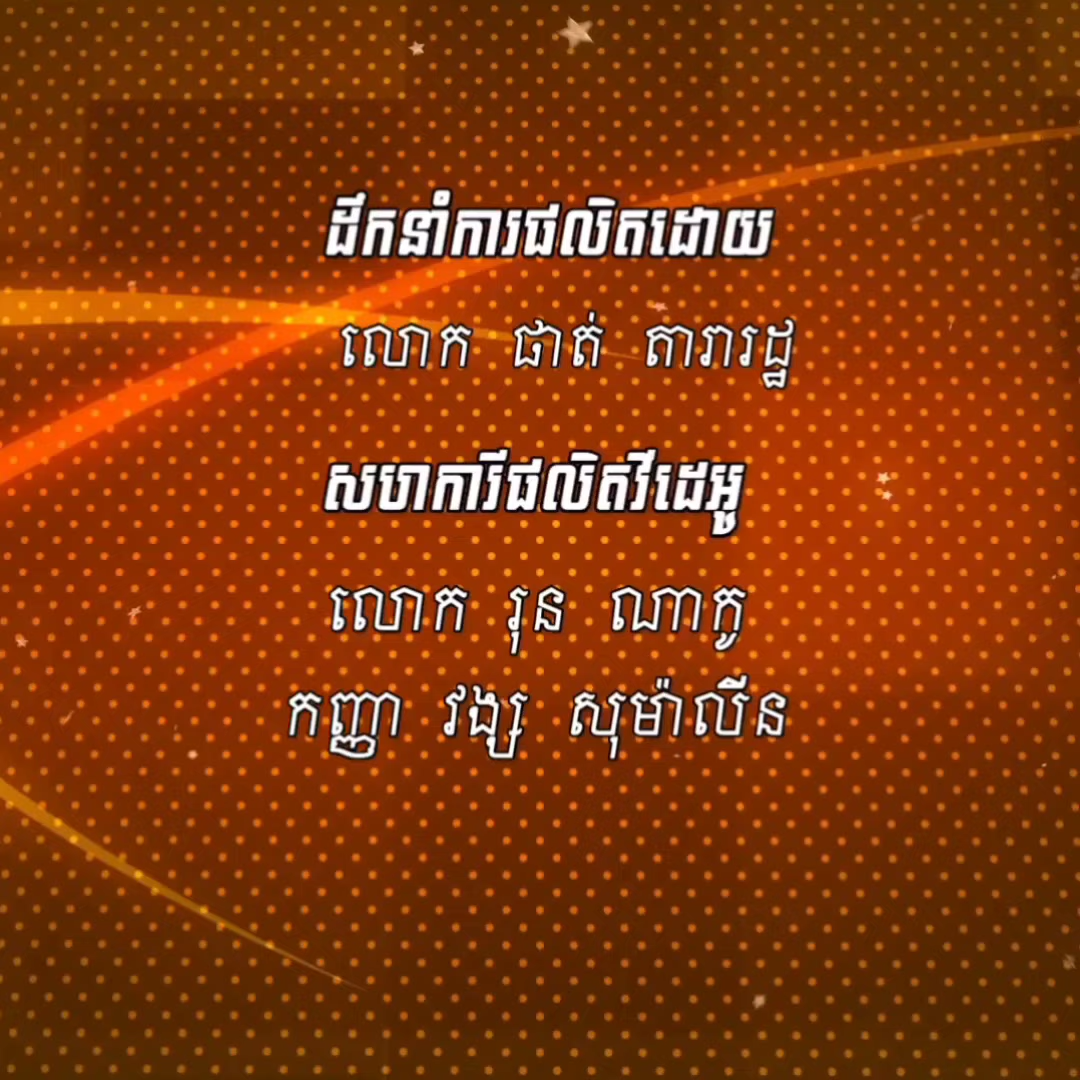 ដឹកនាំការផលិតដោយ
លោក ផាត់ តារារដ្ឋ
សហការីផលិតវីដេអូ
លោក រុន ណាកូ
កញ្ញា វង្ស សុម៉ាលីន